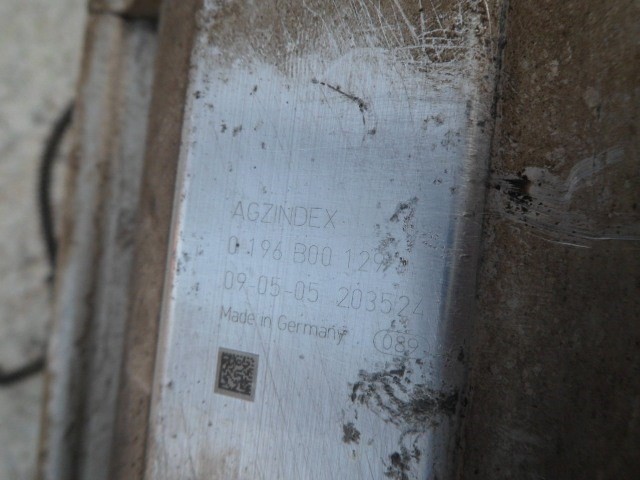 AGZINDEX
0 196 B00 129
09-05-05 203524
Made in Germany 089